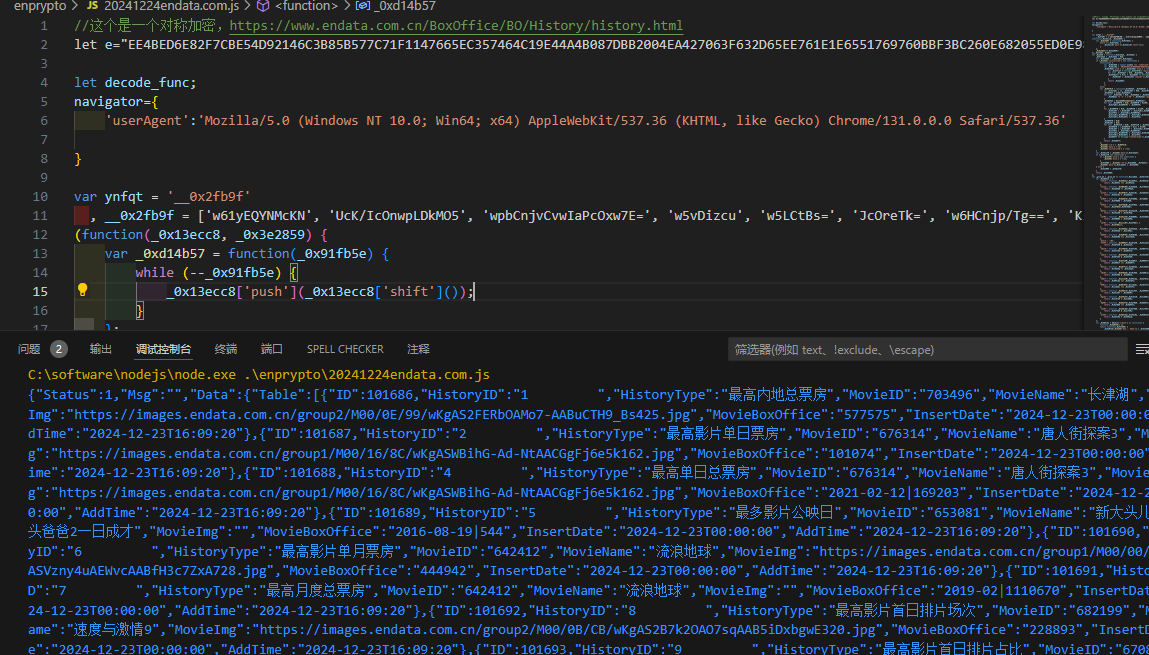 enprypto > JS 20241224endata.com.js > <function> > _0xd14b57
1 //这个是一个对称加密，https://www.endata.com.cn/BoxOffice/BO/History/history.html
2 let e="EE4BED6E82F7CBE54D92146C3B85B577C71F1147665EC357464C19E44A4B087DBB2004EA427063F632D65EE761E1E6551769760BBF3BC260E682055ED0E9
3
4 let decode_func;
5 navigator={
6 'userAgent':'Mozilla/5.0 (Windows NT 10.0; Win64; x64) AppleWebKit/537.36 (KHTML, like Gecko) Chrome/131.0.0.0 Safari/537.36'
7
8 }
9
10 var ynfqt = '__0x2fb9f'
11 , __0x2fb9f = ['w61yEQYNMcKN', 'UcK/IcOnwpLDkMO5', 'wpbCnjvCvwIaPcOxw7E=', 'w5vDizcu', 'w5LCtBs=', 'JcOreTk=', 'w6HCnjp/Tg==', 'K
12 (function(_0x13ecc8, _0x3e2859) {
13 var _0xd14b57 = function(_0x91fb5e) {
14 while (--_0x91fb5e) {
15 _0x13ecc8['push'](_0x13ecc8['shift']());
16 }
17 };
问题 2 输出 调试控制台 终端 端口 SPELL CHECKER 注释 筛选器(例如 text、!exclude、\escape)
C:\software\nodejs\node.exe .\enprypto\20241224endata.com.js
{"Status":1,"Msg":"","Data":{"Table":[{"ID":101686,"HistoryID":"1 ","HistoryType":"最高内地总票房","MovieID":"703496","MovieName":"长津湖","
Img":"https://images.endata.com.cn/group2/M00/0E/99/wKgAS2FERbOAMo7-AABuCTH9_Bs425.jpg","MovieBoxOffice":"577575","InsertDate":"2024-12-23T00:00:0
dTime":"2024-12-23T16:09:20"},{"ID":101687,"HistoryID":"2 ","HistoryType":"最高影片单日票房","MovieID":"676314","MovieName":"唐人街探案3","M
g":"https://images.endata.com.cn/group1/M00/16/8C/wKgASWBihG-Ad-NtAACGgFj6e5k162.jpg","MovieBoxOffice":"101074","InsertDate":"2024-12-23T00:00:00"
ime":"2024-12-23T16:09:20"},{"ID":101688,"HistoryID":"4 ","HistoryType":"最高单日总票房","MovieID":"676314","MovieName":"唐人街探案3","Movie
g":"https://images.endata.com.cn/group1/M00/16/8C/wKgASWBihG-Ad-NtAACGgFj6e5k162.jpg","MovieBoxOffice":"2021-02-12|169203","InsertDate":"2024-12-2
0:00","AddTime":"2024-12-23T16:09:20"},{"ID":101689,"HistoryID":"5 ","HistoryType":"最多影片公映日","MovieID":"653081","MovieName":"新大头儿
头爸爸2一日成才","MovieImg":"","MovieBoxOffice":"2016-08-19|544","InsertDate":"2024-12-23T00:00:00","AddTime":"2024-12-23T16:09:20"},{"ID":101690,
yID":"6 ","HistoryType":"最高影片单月票房","MovieID":"642412","MovieName":"流浪地球","MovieImg":"https://images.endata.com.cn/group1/M00/00/
ASVzny4uAEWvcAABfH3c7ZxA728.jpg","MovieBoxOffice":"444942","InsertDate":"2024-12-23T00:00:00","AddTime":"2024-12-23T16:09:20"},{"ID":101691,"Histo
D":"7 ","HistoryType":"最高月度总票房","MovieID":"642412","MovieName":"流浪地球","MovieImg":"","MovieBoxOffice":"2019-02|1110670","InsertDa
24-12-23T00:00:00","AddTime":"2024-12-23T16:09:20"},{"ID":101692,"HistoryID":"8 ","HistoryType":"最高影片首日排片场次","MovieID":"682199","M
ame":"速度与激情9","MovieImg":"https://images.endata.com.cn/group2/M00/0B/CB/wKgAS2B7k2OAO7sqAAB5iDxbgwE320.jpg","MovieBoxOffice":"228893","Insert
e":"2024-12-23T00:00:00","AddTime":"2024-12-23T16:09:20"},{"ID":101693,"HistoryID":"9 ","HistoryType":"最高影片首日排片占比","MovieID":"6708